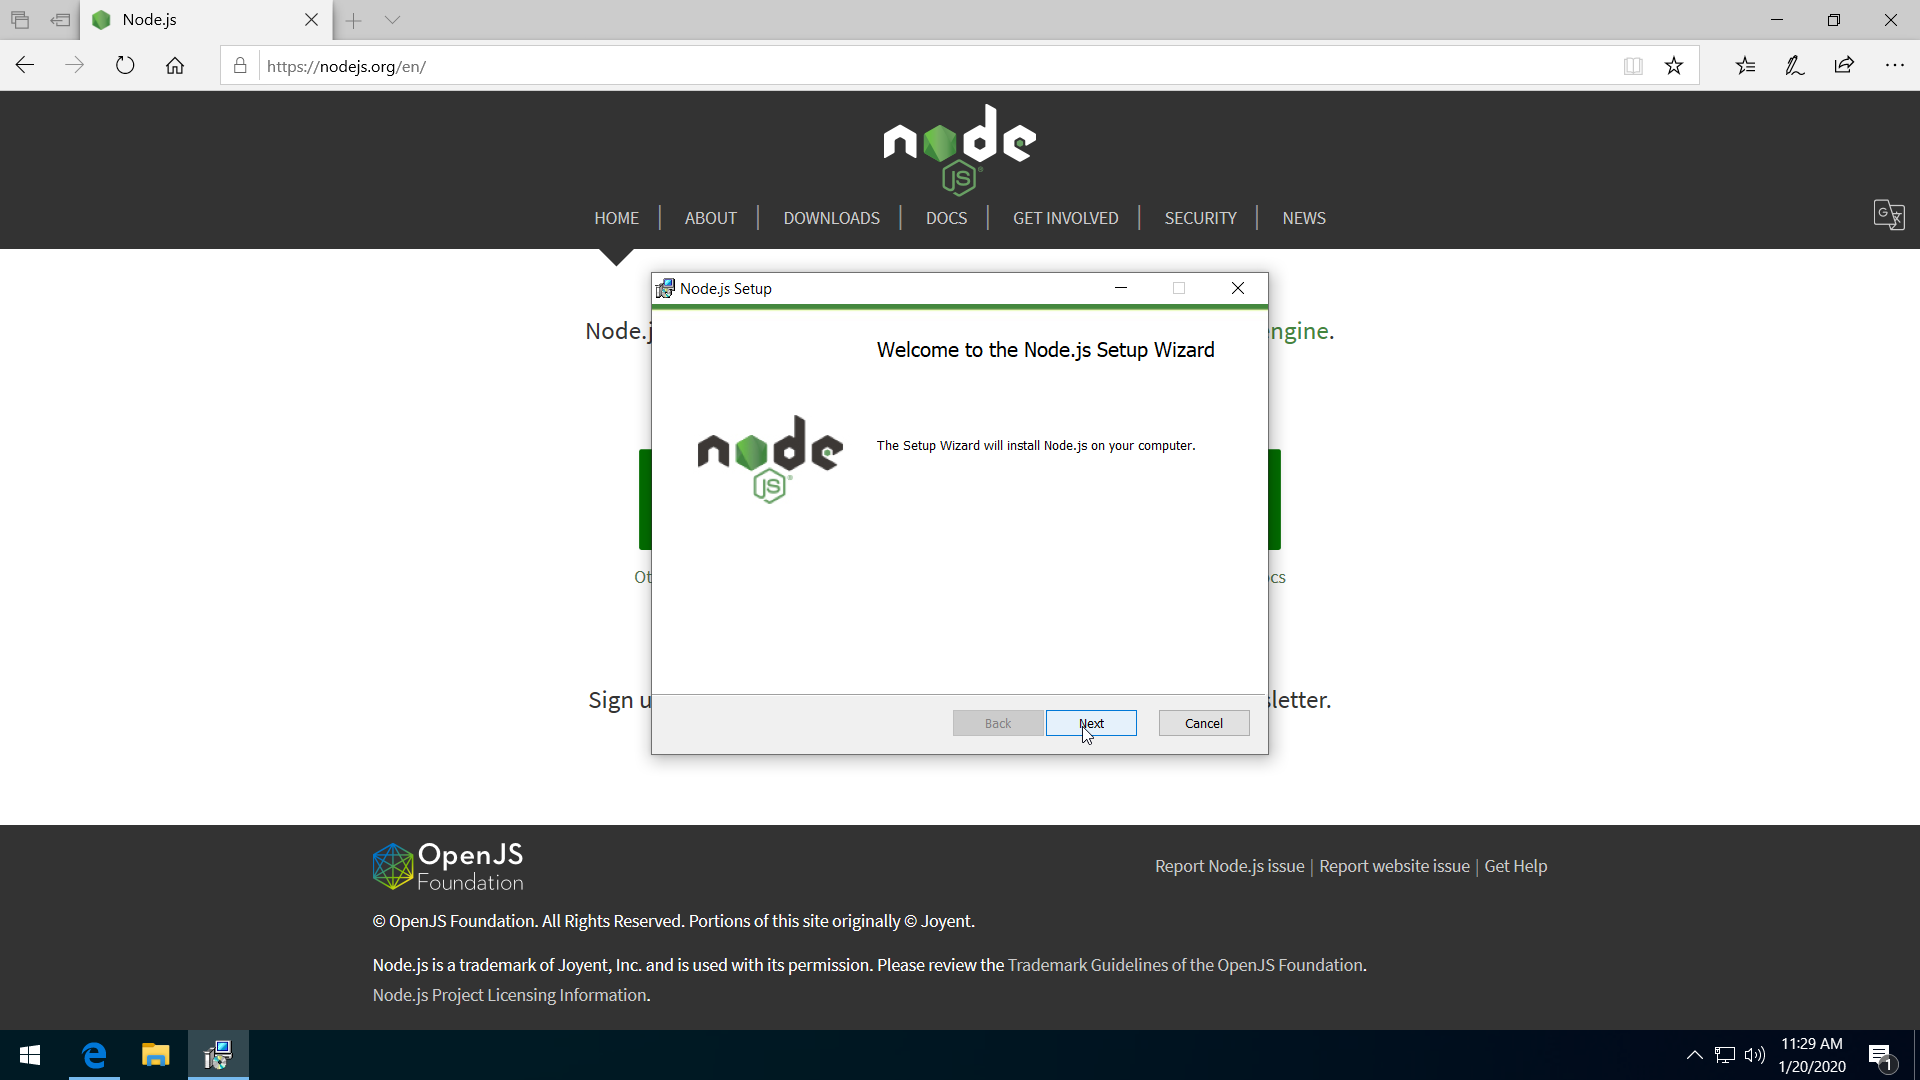 Node.js
https://nodejs.org/en/
node
JS
HOME | ABOUT | DOWNLOADS | DOCS | GET INVOLVED | SECURITY | NEWS
Node.js Setup
Welcome to the Node.js Setup Wizard
node
JS
The Setup Wizard will install Node.js on your computer.
Back Next Cancel
OpenJS
Foundation
Report Node.js issue | Report website issue | Get Help
© OpenJS Foundation. All Rights Reserved. Portions of this site originally © Joyent.
Node.js is a trademark of Joyent, Inc. and is used with its permission. Please review the Trademark Guidelines of the OpenJS Foundation.
Node.js Project Licensing Information.
11:29 AM
1/20/2020
1